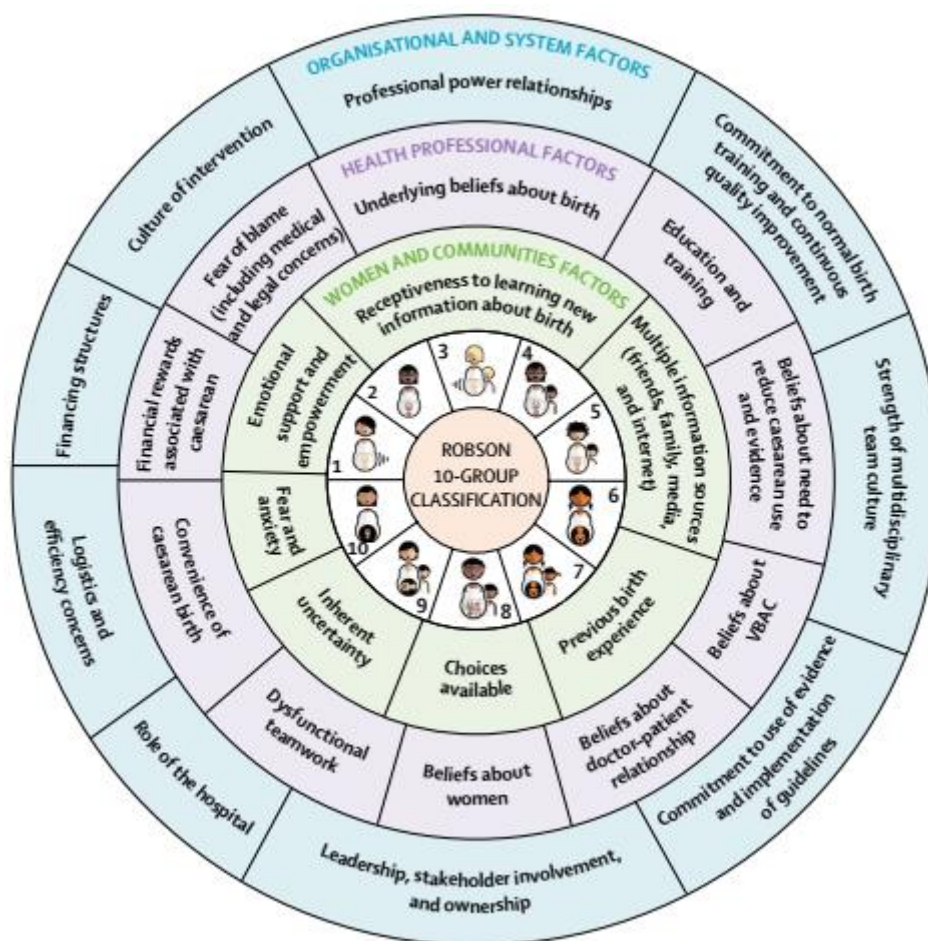 ORGANISATIONAL AND SYSTEM FACTORS
Professional power relationships
Commitment to normal birth
training and continuous
quality improvement
Strength of multidisciplinary
team culture
Commitment to use of evidence
and implementation
of guidelines
Leadership, stakeholder involvement,
and ownership
Role of the hospital
Logistics and
efficiency concerns
Financing structures
Culture of intervention
HEALTH PROFESSIONAL FACTORS
Underlying beliefs about birth
Education and
training
Beliefs about need to
reduce caesarean use
and evidence
Beliefs about
VBAC
Beliefs about
doctor-patient
relationship
Beliefs about
women
Dysfunctional
teamwork
Convenience of
caesarean birth
Financial rewards
associated with
caesarean
Fear of blame
(including medical
and legal concerns)
WOMEN AND COMMUNITIES FACTORS
Receptiveness to learning new
information about birth
Multiple information sources
(friends, family, media,
and internet)
Previous birth
experience
Choices
available
Inherent
uncertainty
Fear and
anxiety
Emotional
support and
empowerment
1
2
3
4
5
6
7
8
9
10
ROBSON
10-GROUP
CLASSIFICATION